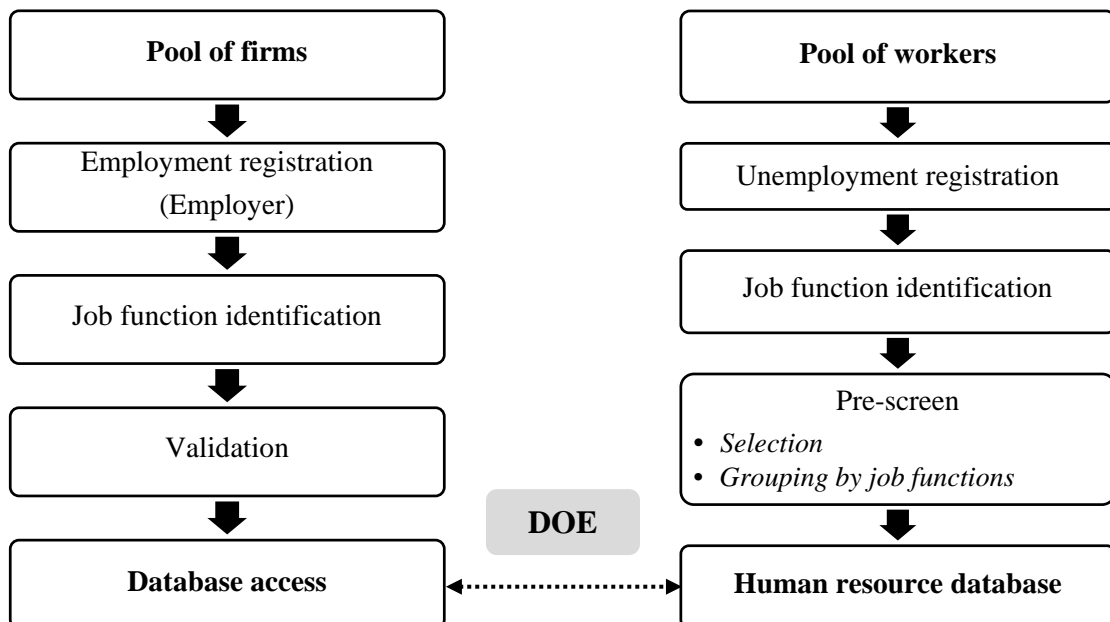 Pool of firms
Employment registration
(Employer)
Job function identification
Validation
Database access
DOE
Pool of workers
Unemployment registration
Job function identification
Pre-screen
• Selection
• Grouping by job functions
Human resource database